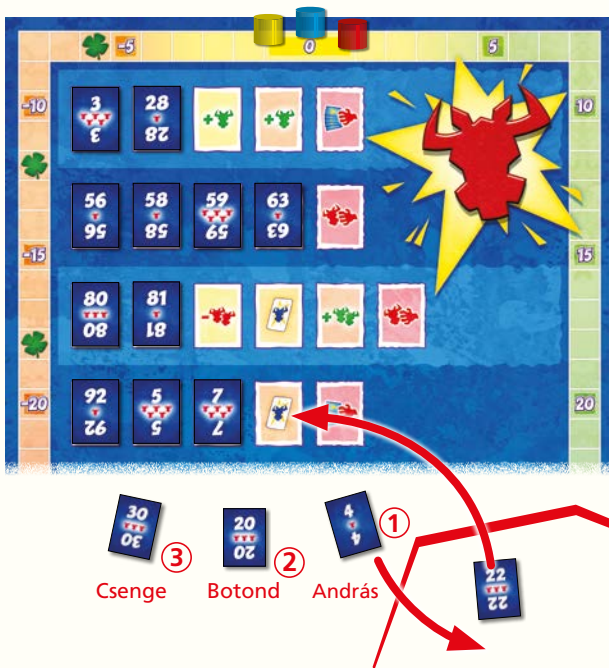 -5 0 5
-10 3 28 + + 10
3 28
56 58 59 63
56 58 59 63
-15 15
80 81 - +
80 81
-20 92 5 7 20
92 5 7
30 20 4 1
30 3 20 2 4 22
22
Csenge Botond András